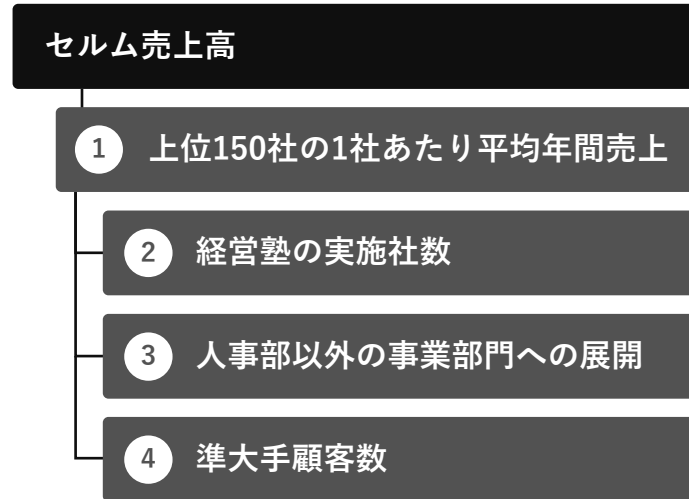 セルム売上高
1 上位150社の1社あたり平均年間売上
2 経営塾の実施社数
3 人事部以外の事業部門への展開
4 準大手顧客数